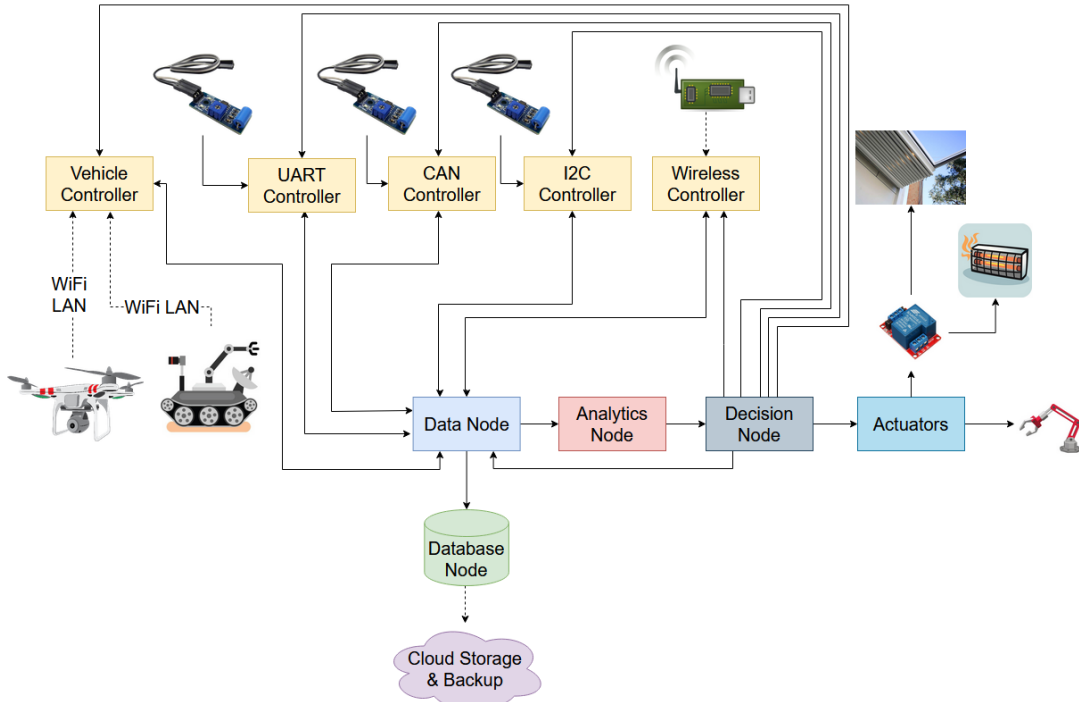 Vehicle
Controller
UART
Controller
CAN
Controller
I2C
Controller
Wireless
Controller
WiFi
LAN
WiFi LAN
Data Node
Analytics
Node
Decision
Node
Actuators
Database
Node
Cloud Storage
& Backup